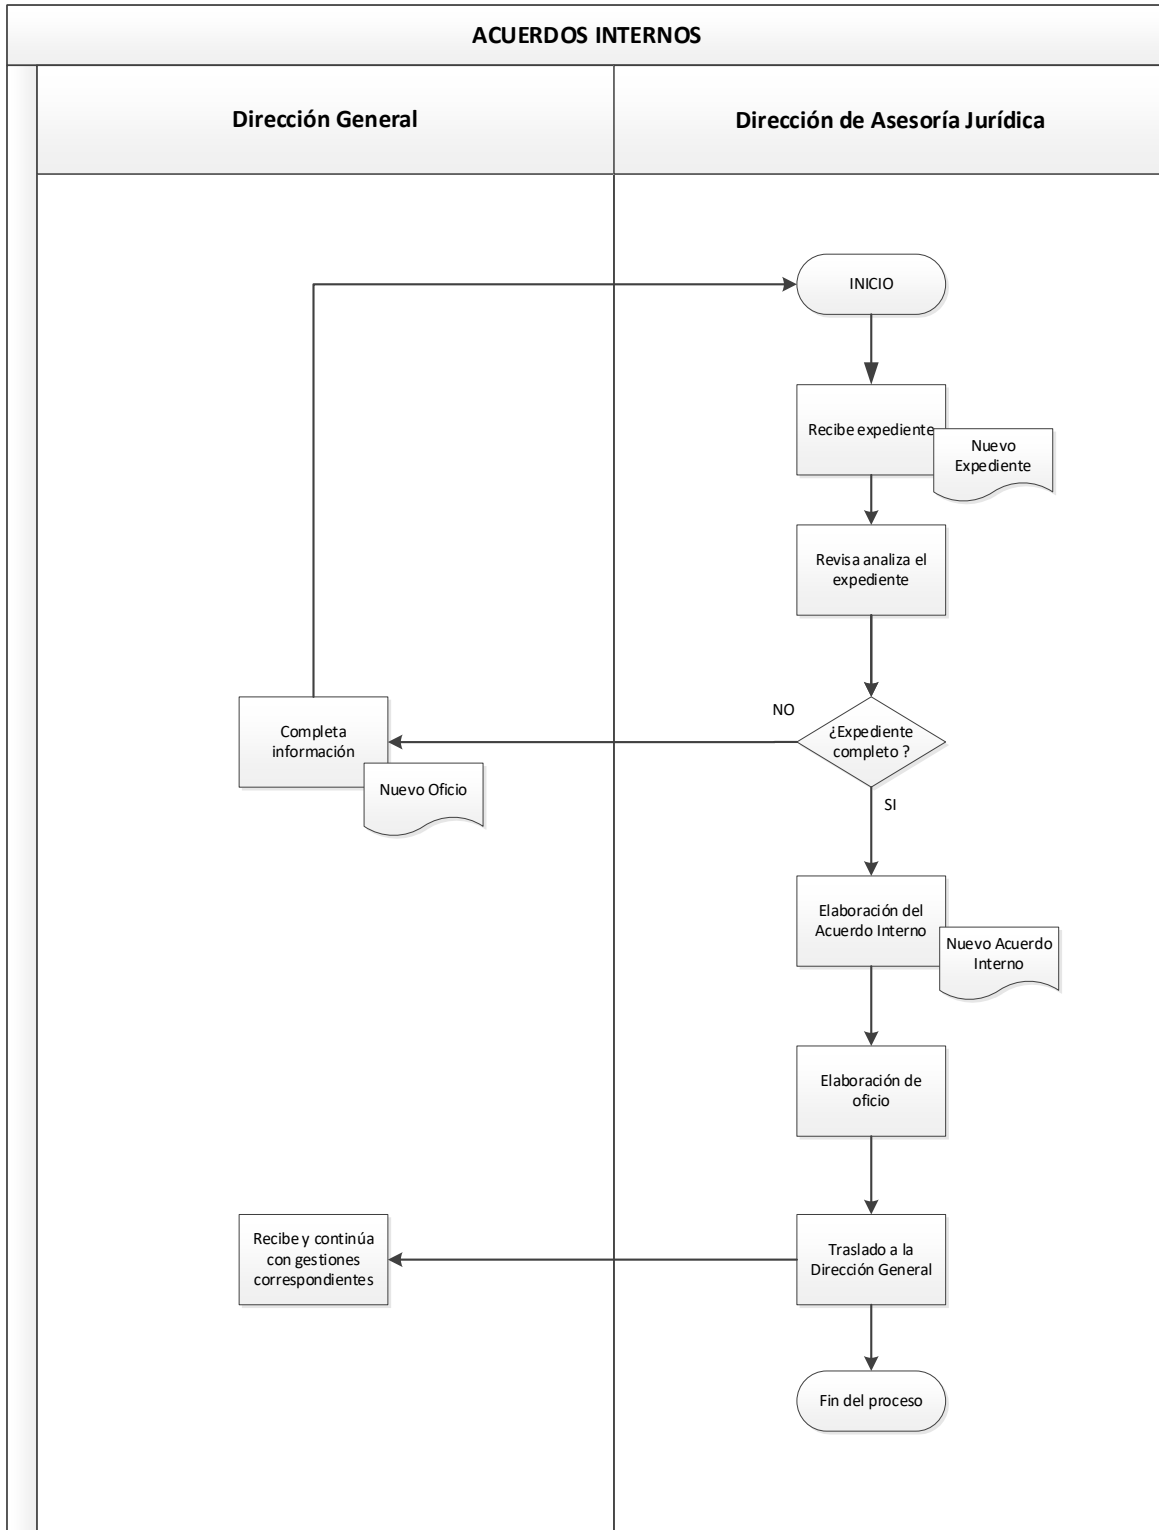 ACUERDOS INTERNOS
Dirección General
Dirección de Asesoría Jurídica
INICIO
Recibe expediente
Nuevo
Expediente
Revisa analiza el
expediente
¿Expediente
completo ?
NO
SI
Completa
información
Nuevo Oficio
Elaboración del
Acuerdo Interno
Nuevo Acuerdo
Interno
Elaboración de
oficio
Traslado a la
Dirección General
Recibe y continúa
con gestiones
correspondientes
Fin del proceso